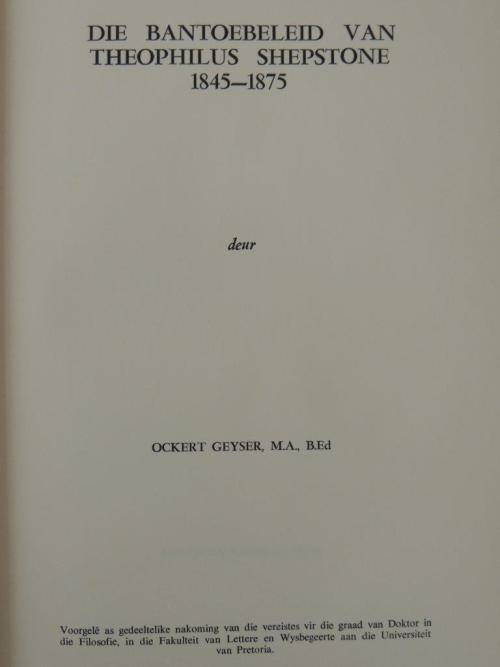 DIE BANTOEBELEID VAN
THEOPHILUS SHEPSTONE
1845—1875
deur
OCKERT GEYSER, M.A., B.Ed
Voorgelê as gedeeltelike nakoming van die vereistes vir die graad van Doktor in
die Filosofie, in die Fakulteit van Lettere en Wysbegeerte aan die Universiteit
van Pretoria.